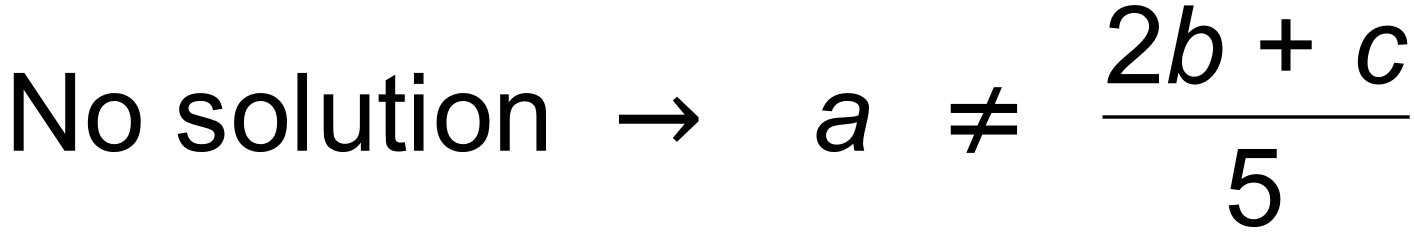 No solution → a ≠ (2b + c)/5